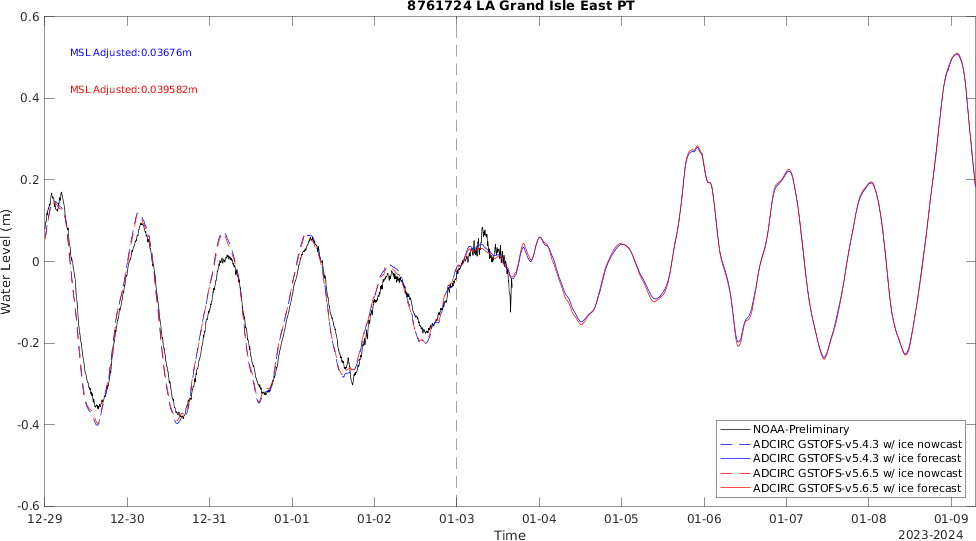 8761724 LA Grand Isle East PT
MSL Adjusted:0.03676m
MSL Adjusted:0.039582m
Water Level (m)
0.6
0.4
0.2
0
-0.2
-0.4
-0.6
NOAA-Preliminary
ADCIRC GSTOFS-v5.4.3 w/ ice nowcast
ADCIRC GSTOFS-v5.4.3 w/ ice forecast
ADCIRC GSTOFS-v5.6.5 w/ ice nowcast
ADCIRC GSTOFS-v5.6.5 w/ ice forecast
12-29 12-30 12-31 01-01 01-02 01-03 01-04 01-05 01-06 01-07 01-08 01-09
Time
2023-2024